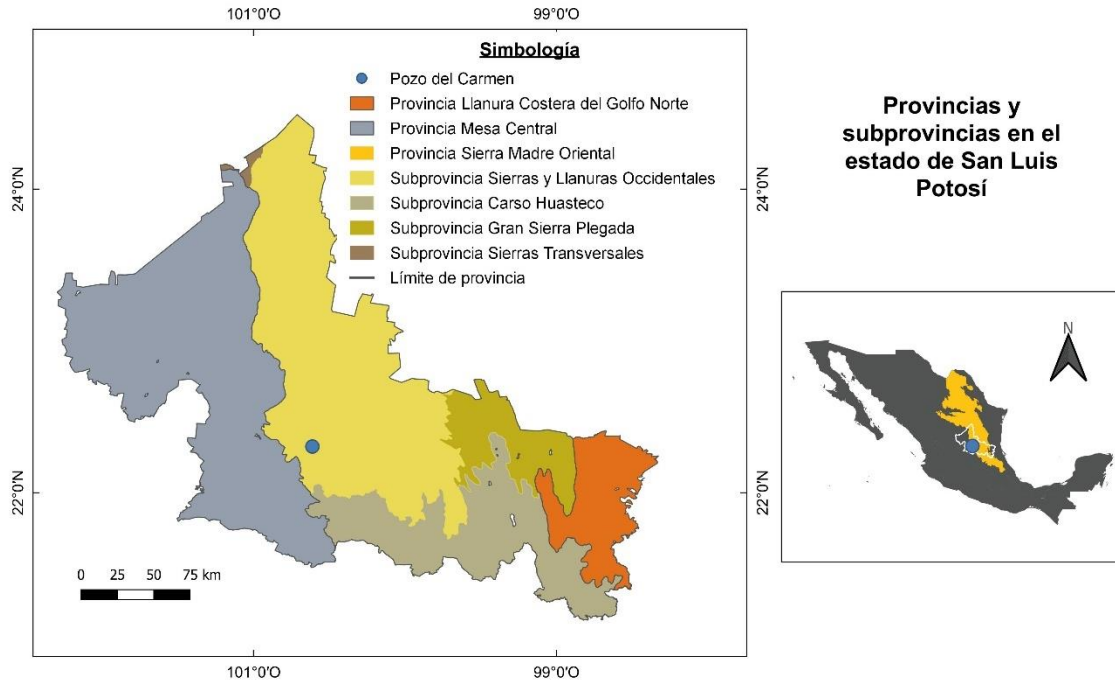 101°0′O 99°0′O
Simbología
Pozo del Carmen
Provincia Llanura Costera del Golfo Norte
Provincia Mesa Central
Provincia Sierra Madre Oriental
Subprovincia Sierras y Llanuras Occidentales
Subprovincia Carso Huasteco
Subprovincia Gran Sierra Plegada
Subprovincia Sierras Transversales
Límite de provincia
24°0′N
24°0′N
22°0′N
22°0′N
0 25 50 75 km
101°0′O 99°0′O
Provincias y
subprovincias en el
estado de San Luis
Potosí
N